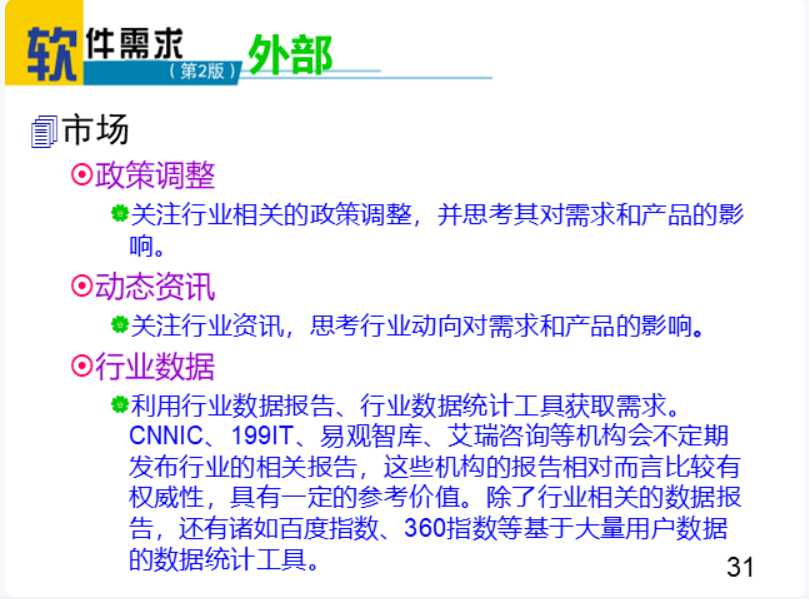 软件需求
（第2版）
外部
市场
政策调整
关注行业相关的政策调整，并思考其对需求和产品的影
响。
动态资讯
关注行业资讯，思考行业动向对需求和产品的影响。
行业数据
利用行业数据报告、行业数据统计工具获取需求。
CNNIC、199IT、易观智库、艾瑞咨询等机构会不定期
发布行业的相关报告，这些机构的报告相对而言比较有
权威性，具有一定的参考价值。除了行业相关的数据报
告，还有诸如百度指数、360指数等基于大量用户数据
的数据统计工具。
31